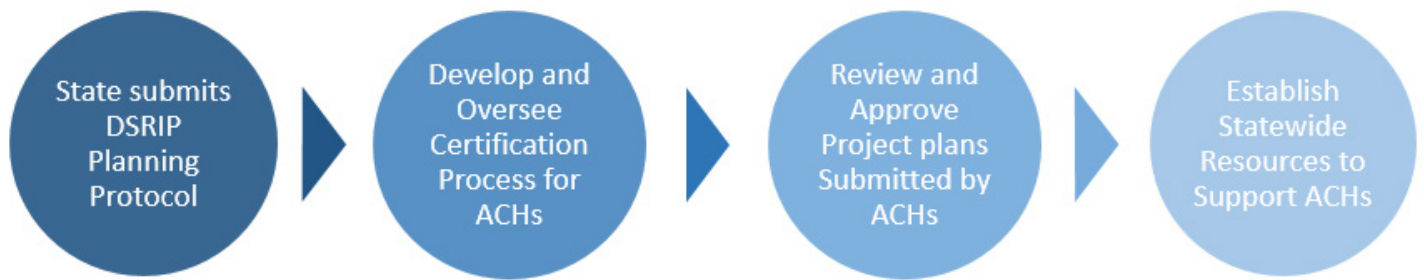 State submits
DSRIP
Planning
Protocol
Develop and
Oversee
Certification
Process for
ACHs
Review and
Approve
Project plans
Submitted by
ACHs
Establish
Statewide
Resources to
Support ACHs